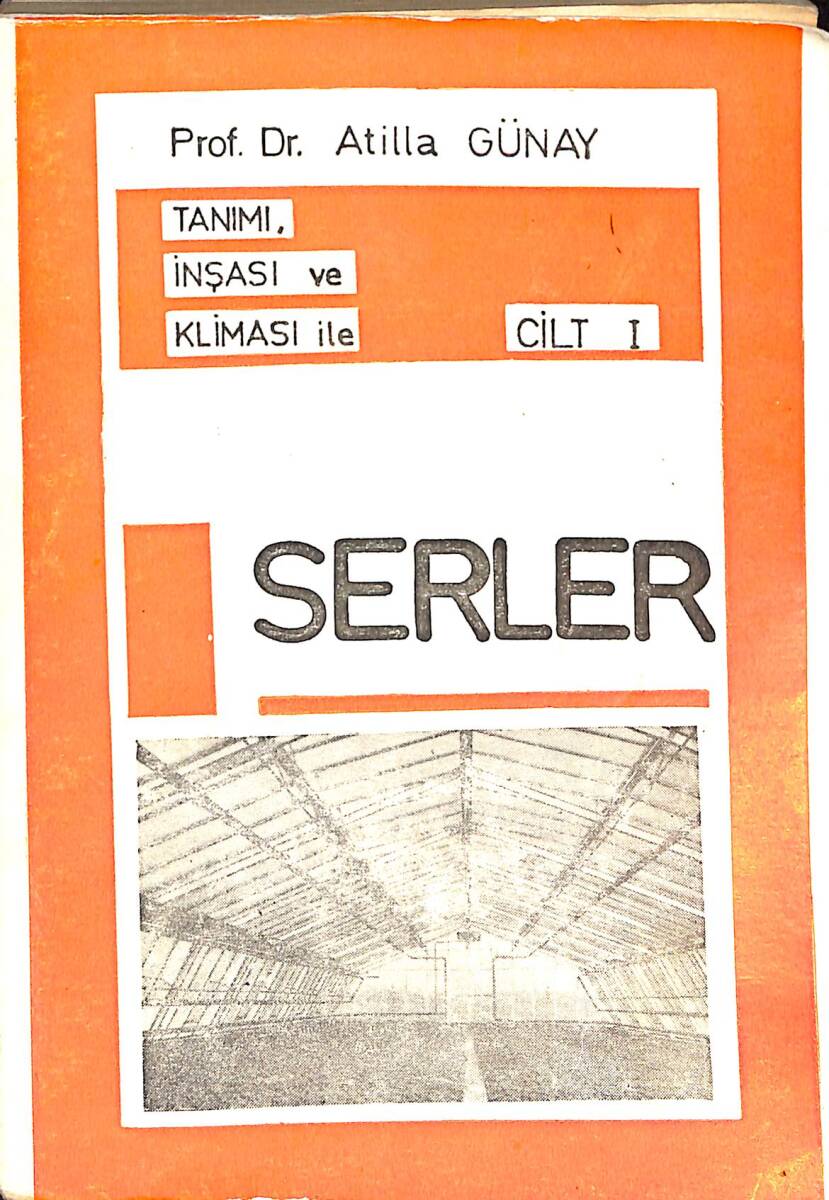 Prof. Dr. Atilla GÜNAY
TANIMI,
İNŞASI ve
KLİMASI ile
CİLT I
SERLER